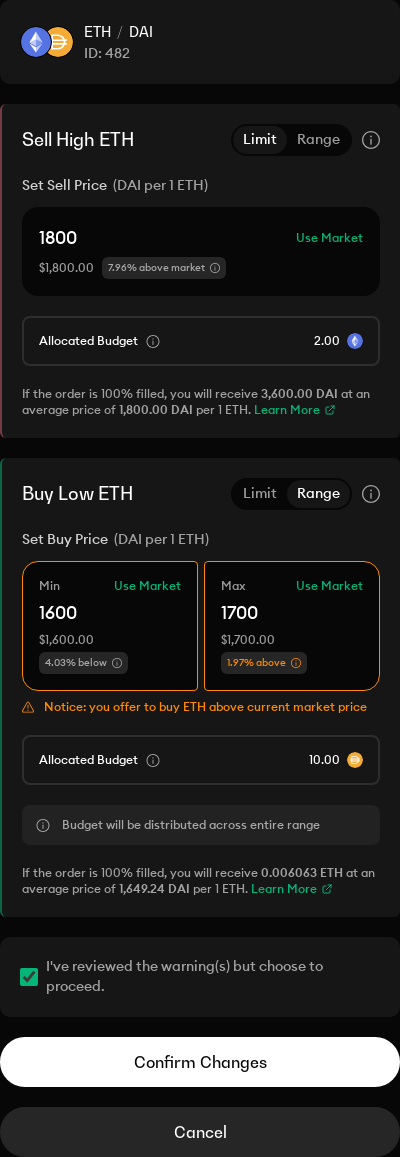 ETH / DAI
ID: 482
Sell High ETH
Limit Range
Set Sell Price (DAI per 1 ETH)
1800 Use Market
$1,800.00 7.96% above market
Allocated Budget 2.00
If the order is 100% filled, you will receive 3,600.00 DAI at an
average price of 1,800.00 DAI per 1 ETH. Learn More
Buy Low ETH
Limit Range
Set Buy Price (DAI per 1 ETH)
Min Use Market
1600
$1,600.00
4.03% below
Max Use Market
1700
$1,700.00
1.97% above
Notice: you offer to buy ETH above current market price
Allocated Budget 10.00
Budget will be distributed across entire range
If the order is 100% filled, you will receive 0.006063 ETH at an
average price of 1,649.24 DAI per 1 ETH. Learn More
I've reviewed the warning(s) but choose to
proceed.
Confirm Changes
Cancel